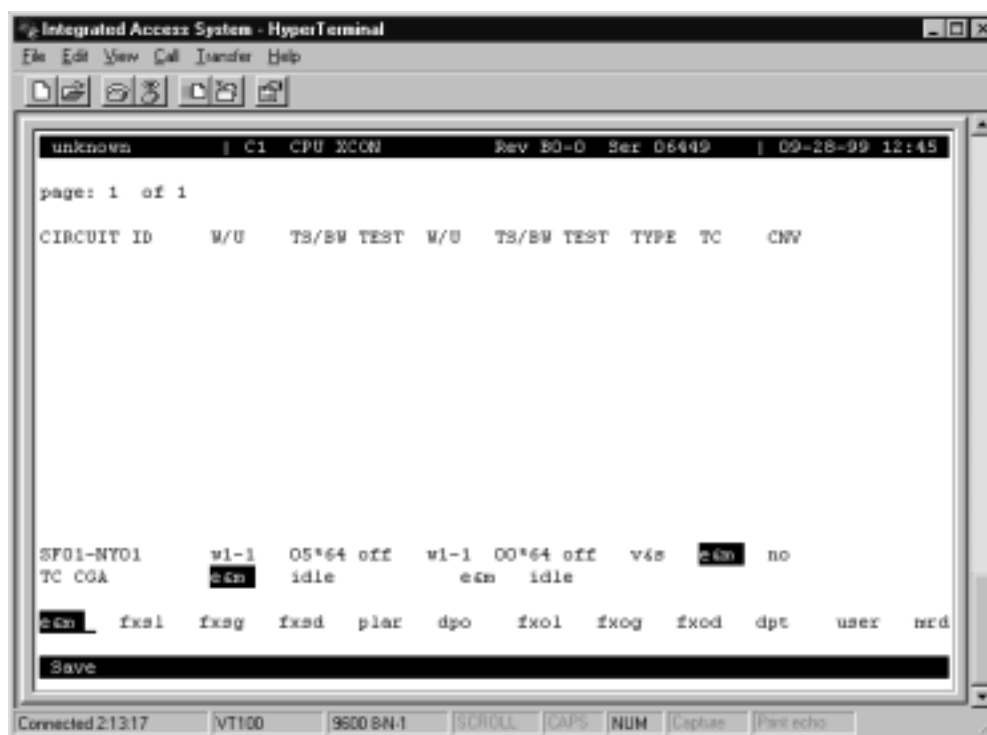 Integrated Access System - HyperTerminal
File Edit View Call Transfer Help
unknown | C1 CPU XCON Rev B0-0 Ser 06449 | 09-28-99 12:45
page: 1 of 1
CIRCUIT ID W/U TS/BW TEST W/U TS/BW TEST TYPE TC CNV
SF01-NY01 w1-1 05*64 off w1-1 00*64 off v&s e&m no
TC CGA e&m idle e&m idle
e&m fxsl fxsg fxsd plar dpo fxol fxog fxod dpt user mrd
Save
Connected 2:13:17 VT100 9600 8-N-1 SCROLL CAPS NUM Capture Print echo